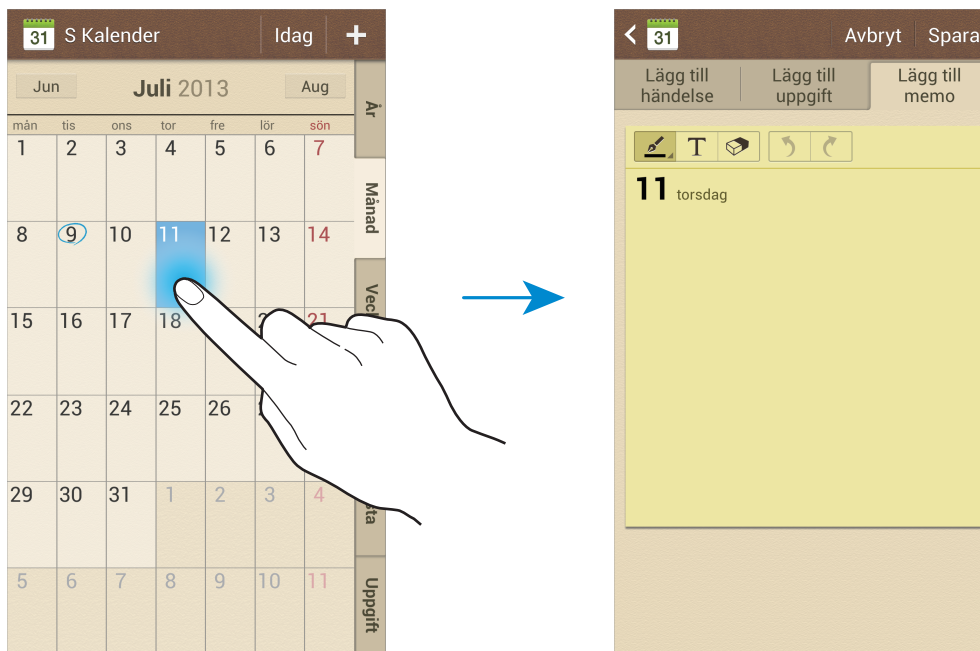 31 S Kalender Idag +
Jun Juli 2013 Aug
År
mån tis ons tor fre lör sön
1 2 3 4 5 6 7
Månad
8 9 10 11 12 13 14
15 16 17 18 21
22 23 24 25 26
29 30 31 1 2 3 4
5 6 7 8 9 10 11
Uppgift
31 Avbryt Spara
Lägg till händelse
Lägg till uppgift
Lägg till memo
T
11 torsdag